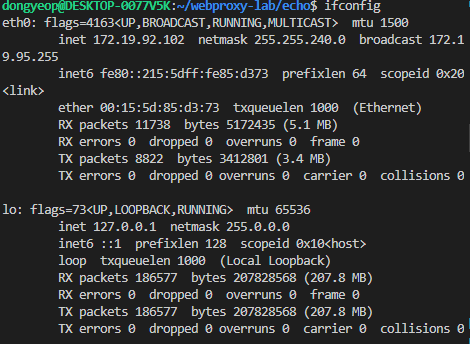 dongyeop@DESKTOP-0077V5K:~/webproxy-lab/echo$ ifconfig
eth0: flags=4163<UP,BROADCAST,RUNNING,MULTICAST>  mtu 1500
        inet 172.19.92.102  netmask 255.255.240.0  broadcast 172.1
9.95.255
        inet6 fe80::215:5dff:fe85:d373  prefixlen 64  scopeid 0x20
<link>
        ether 00:15:5d:85:d3:73  txqueuelen 1000  (Ethernet)
        RX packets 11738  bytes 5172435 (5.1 MB)
        RX errors 0  dropped 0  overruns 0  frame 0
        TX packets 8822  bytes 3412801 (3.4 MB)
        TX errors 0  dropped 0 overruns 0  carrier 0  collisions 0

lo: flags=73<UP,LOOPBACK,RUNNING>  mtu 65536
        inet 127.0.0.1  netmask 255.0.0.0
        inet6 ::1  prefixlen 128  scopeid 0x10<host>
        loop  txqueuelen 1000  (Local Loopback)
        RX packets 186577  bytes 207828568 (207.8 MB)
        RX errors 0  dropped 0  overruns 0  frame 0
        TX packets 186577  bytes 207828568 (207.8 MB)
        TX errors 0  dropped 0 overruns 0  carrier 0  collisions 0